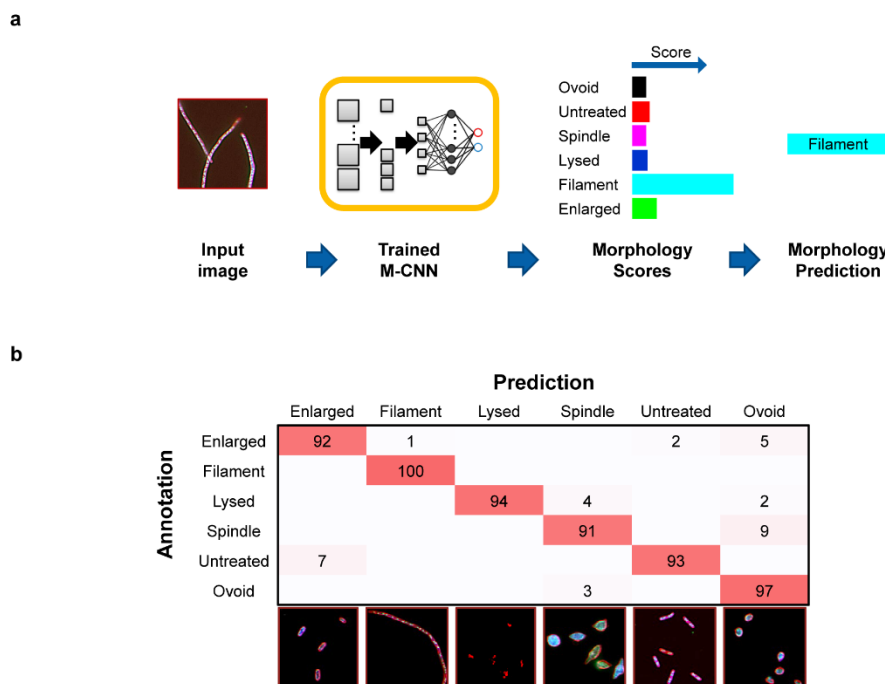 a
Score
Ovoid
Untreated
Spindle
Lysed
Filament
Enlarged
Filament
Input
image
Trained
M-CNN
Morphology
Scores
Morphology
Prediction
b
Prediction
Enlarged Filament Lysed Spindle Untreated Ovoid
Annotation
Enlarged 92 1 2 5
Filament 100
Lysed 94 4 2
Spindle 91 9
Untreated 7 93
Ovoid 3 97